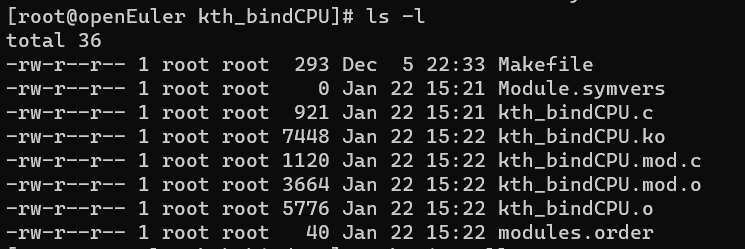 [root@openEuler kth_bindCPU]# ls -l
total 36
-rw-r--r-- 1 root root  293 Dec  5 22:33 Makefile
-rw-r--r-- 1 root root    0 Jan 22 15:21 Module.symvers
-rw-r--r-- 1 root root  921 Jan 22 15:21 kth_bindCPU.c
-rw-r--r-- 1 root root 7448 Jan 22 15:22 kth_bindCPU.ko
-rw-r--r-- 1 root root 1120 Jan 22 15:22 kth_bindCPU.mod.c
-rw-r--r-- 1 root root 3664 Jan 22 15:22 kth_bindCPU.mod.o
-rw-r--r-- 1 root root 5776 Jan 22 15:22 kth_bindCPU.o
-rw-r--r-- 1 root root   40 Jan 22 15:22 modules.order